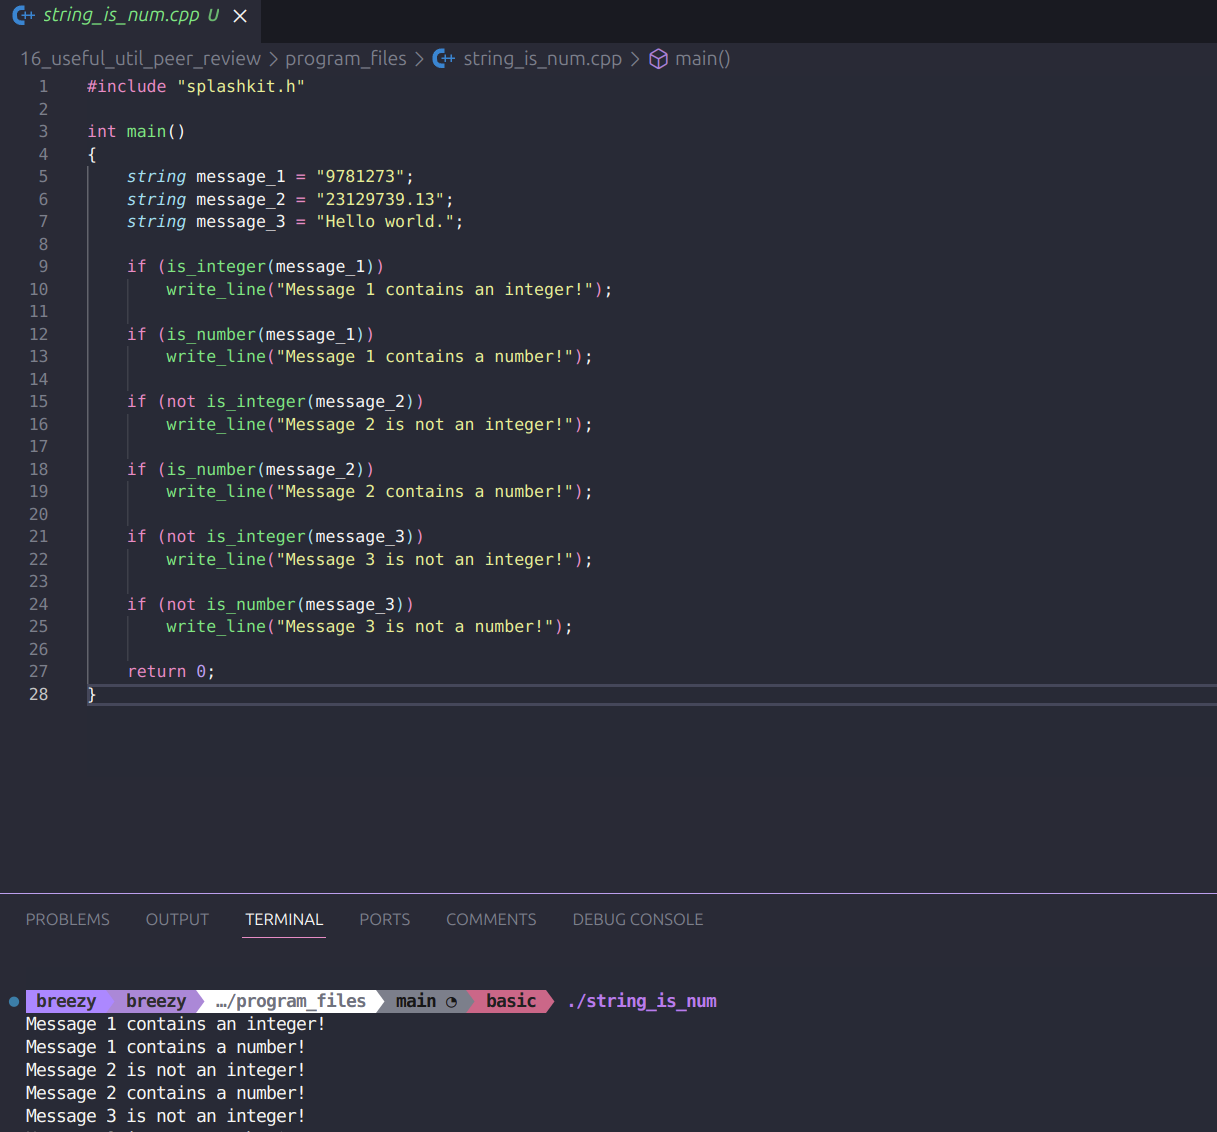 string_is_num.cpp U
16_useful_util_peer_review > program_files > string_is_num.cpp > main()
1 #include "splashkit.h"
2
3 int main()
4 {
5     string message_1 = "9781273";
6     string message_2 = "23129739.13";
7     string message_3 = "Hello world.";
8
9     if (is_integer(message_1))
10         write_line("Message 1 contains an integer!");
11
12     if (is_number(message_1))
13         write_line("Message 1 contains a number!");
14
15     if (not is_integer(message_2))
16         write_line("Message 2 is not an integer!");
17
18     if (is_number(message_2))
19         write_line("Message 2 contains a number!");
20
21     if (not is_integer(message_3))
22         write_line("Message 3 is not an integer!");
23
24     if (not is_number(message_3))
25         write_line("Message 3 is not a number!");
26
27     return 0;
28 }
PROBLEMS OUTPUT TERMINAL PORTS COMMENTS DEBUG CONSOLE
breezy breezy …/program_files main basic ./string_is_num
Message 1 contains an integer!
Message 1 contains a number!
Message 2 is not an integer!
Message 2 contains a number!
Message 3 is not an integer!